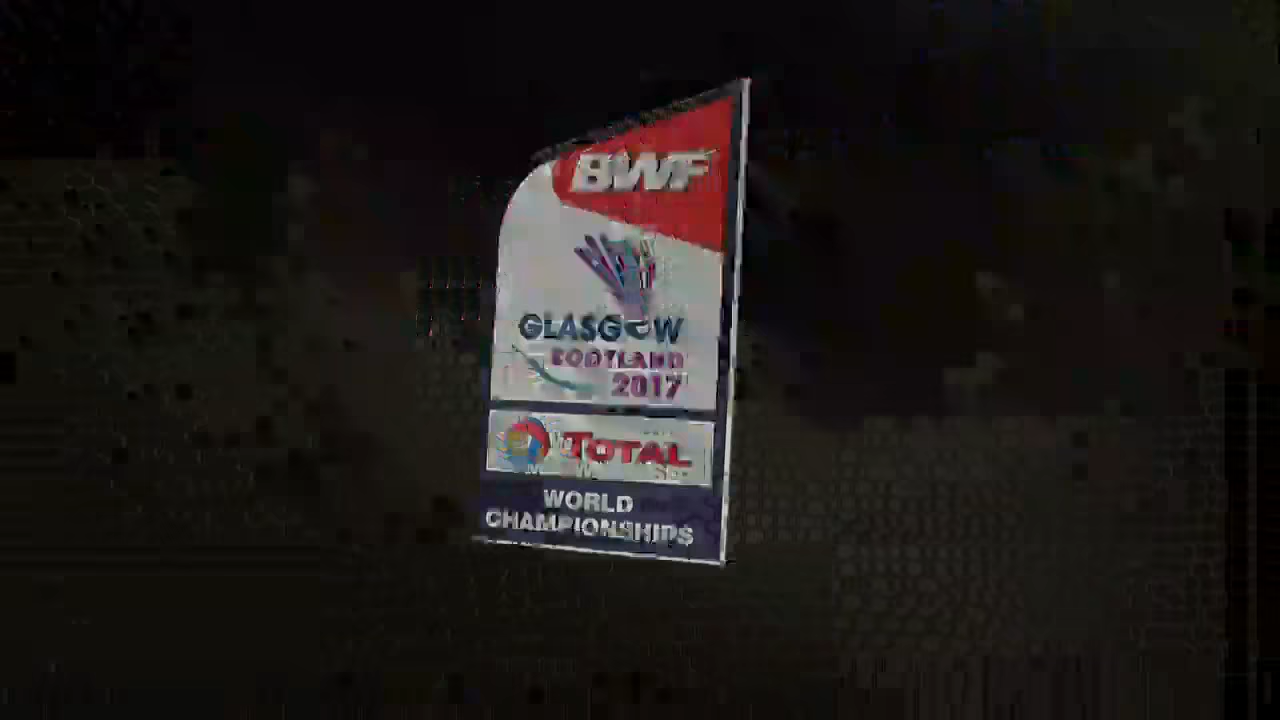 BWF
GLASGOW
SCOTLAND
2017
TOTAL
WORLD
CHAMPIONSHIPS